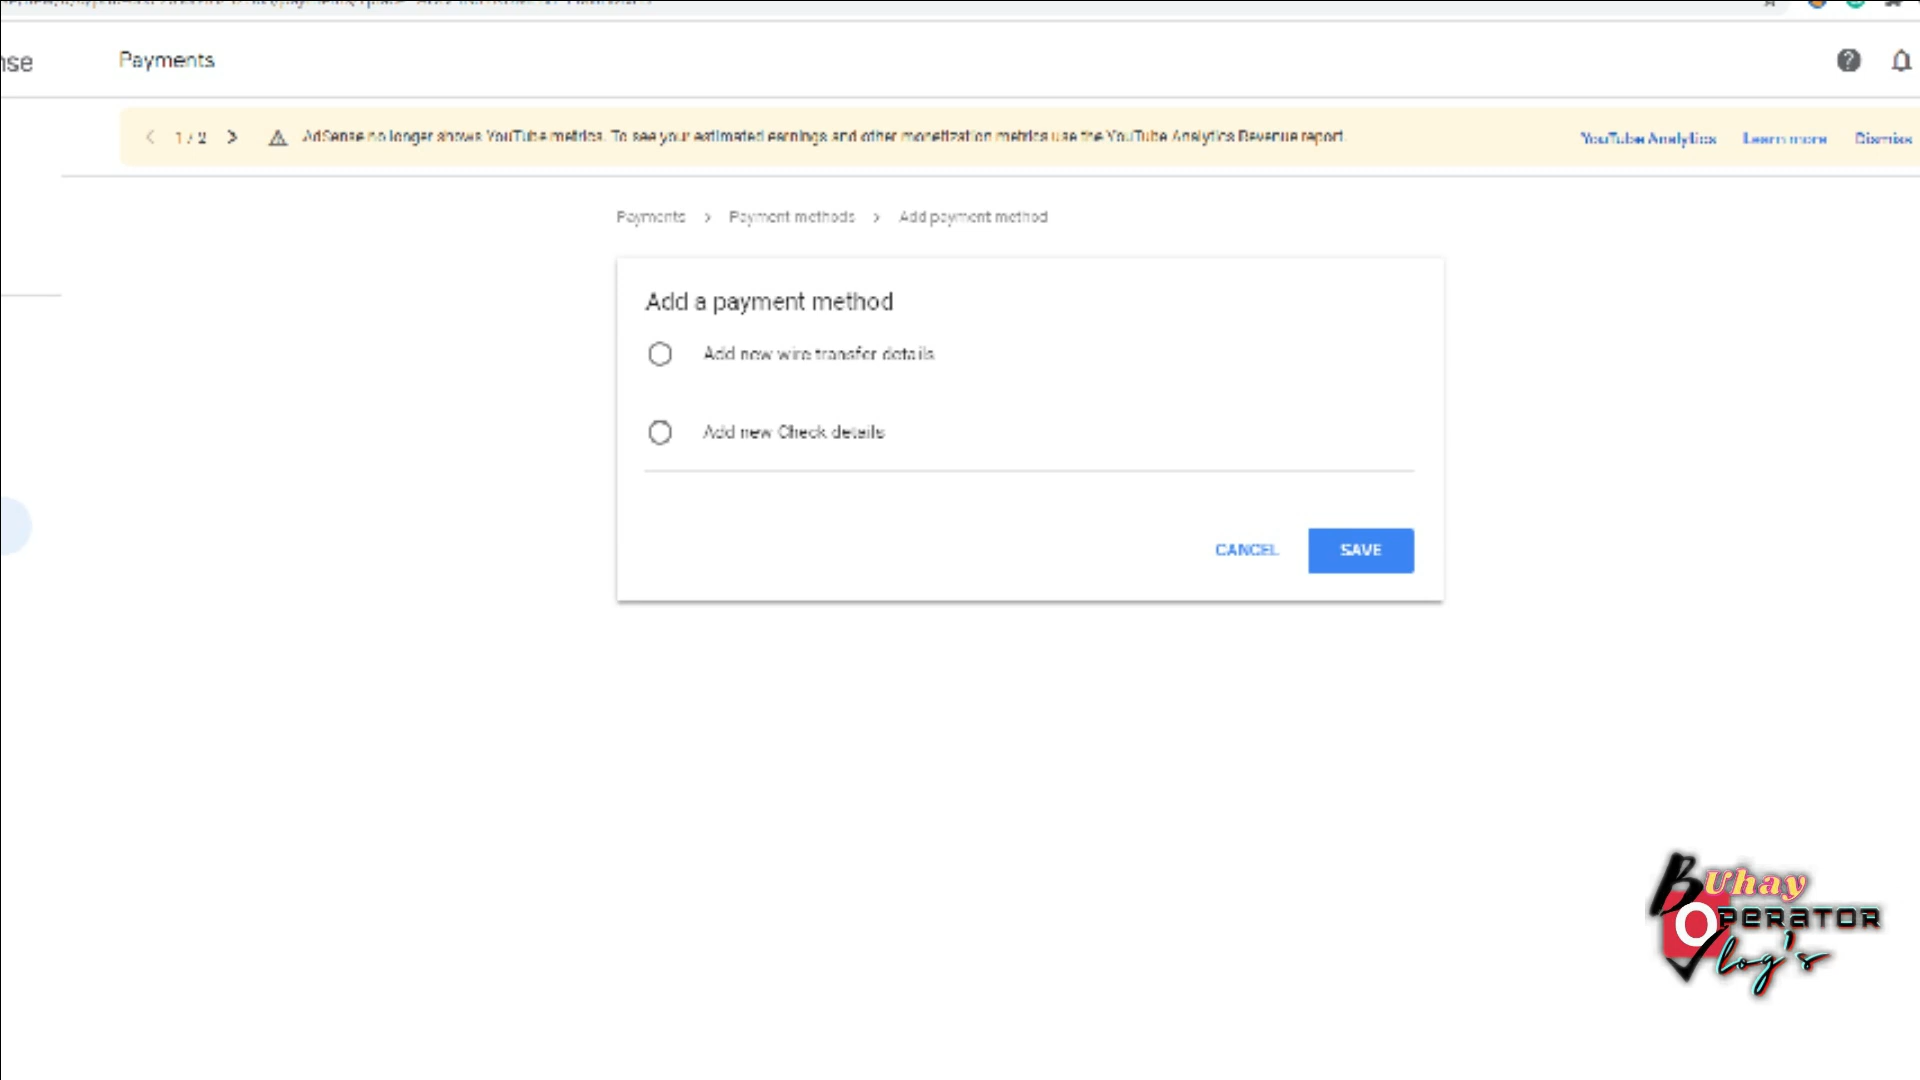 nse
Payments
1 / 2
AdSense no longer shows YouTube metrics. To see your estimated earnings and other monetization metrics use the YouTube Analytics Revenue report.
YouTube Analytics
Learn more
Dismiss
Payments > Payment methods > Add payment method
Add a payment method
Add new wire transfer details
Add new Check details
CANCEL
SAVE
Buhay
OPERATOR
Vlog's